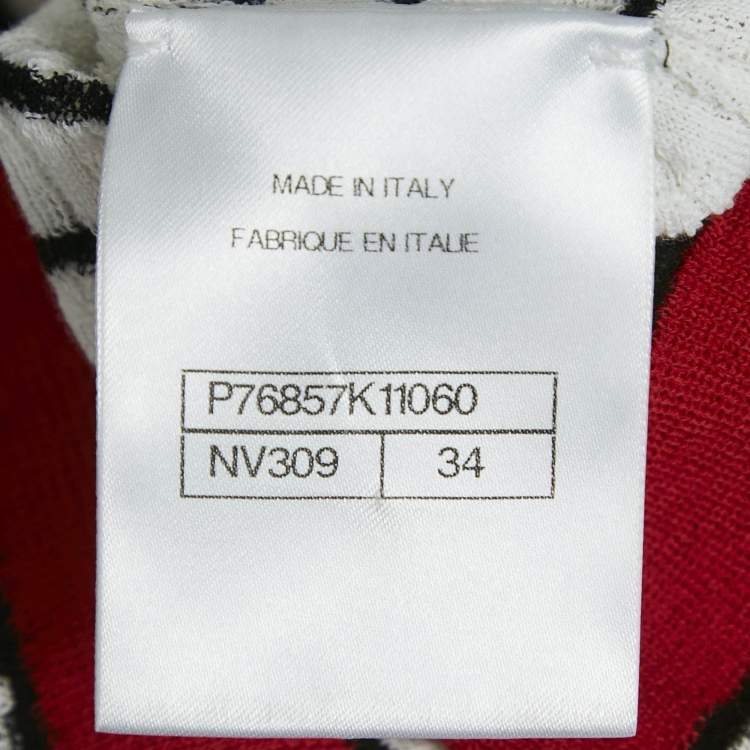 MADE IN ITALY
FABRIQUE EN ITALIE
P76857K11060
NV309 34